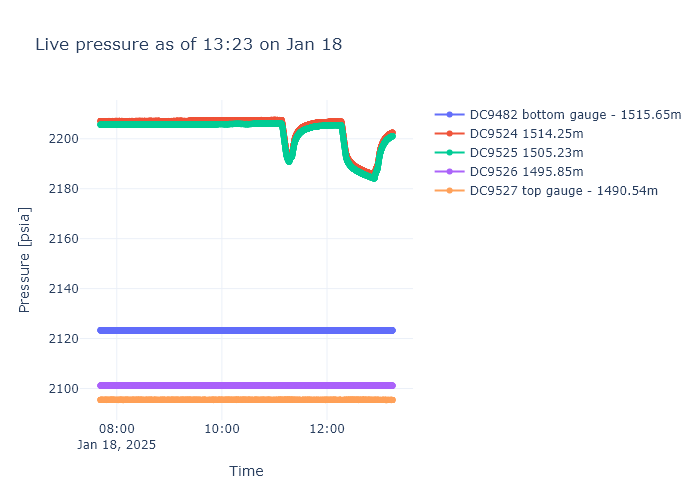 Live pressure as of 13:23 on Jan 18
DC9482 bottom gauge - 1515.65m
DC9524 1514.25m
DC9525 1505.23m
DC9526 1495.85m
DC9527 top gauge - 1490.54m
Pressure [psia]
2200
2180
2160
2140
2120
2100
08:00
10:00
12:00
Jan 18, 2025
Time